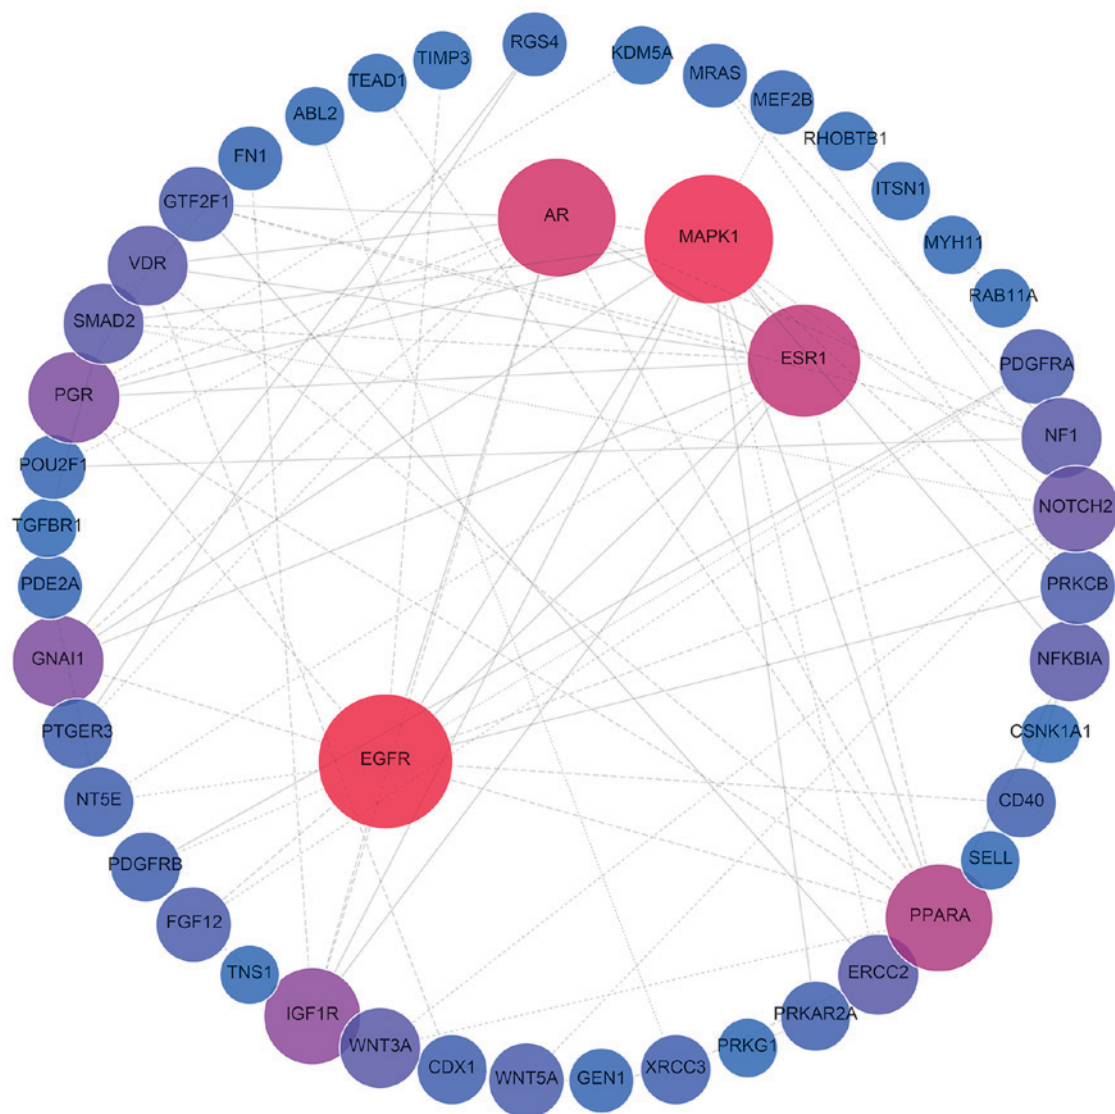 RGS4
KDM5A
TIMP3
MRAS
TEAD1
MEF2B
ABL2
RHOBTB1
FN1
ITSN1
GTF2F1
AR
MAPK1
MYH11
VDR
RAB11A
SMAD2
ESR1
PDGFRA
PGR
NF1
POU2F1
NOTCH2
TGFBR1
PDE2A
PRKCB
GNAI1
NFKBIA
PTGER3
CSNK1A1
EGFR
NT5E
CD40
PDGFRB
SELL
FGF12
PPARA
TNS1
ERCC2
IGF1R
PRKAR2A
WNT3A
PRKG1
CDX1
XRCC3
WNT5A
GEN1